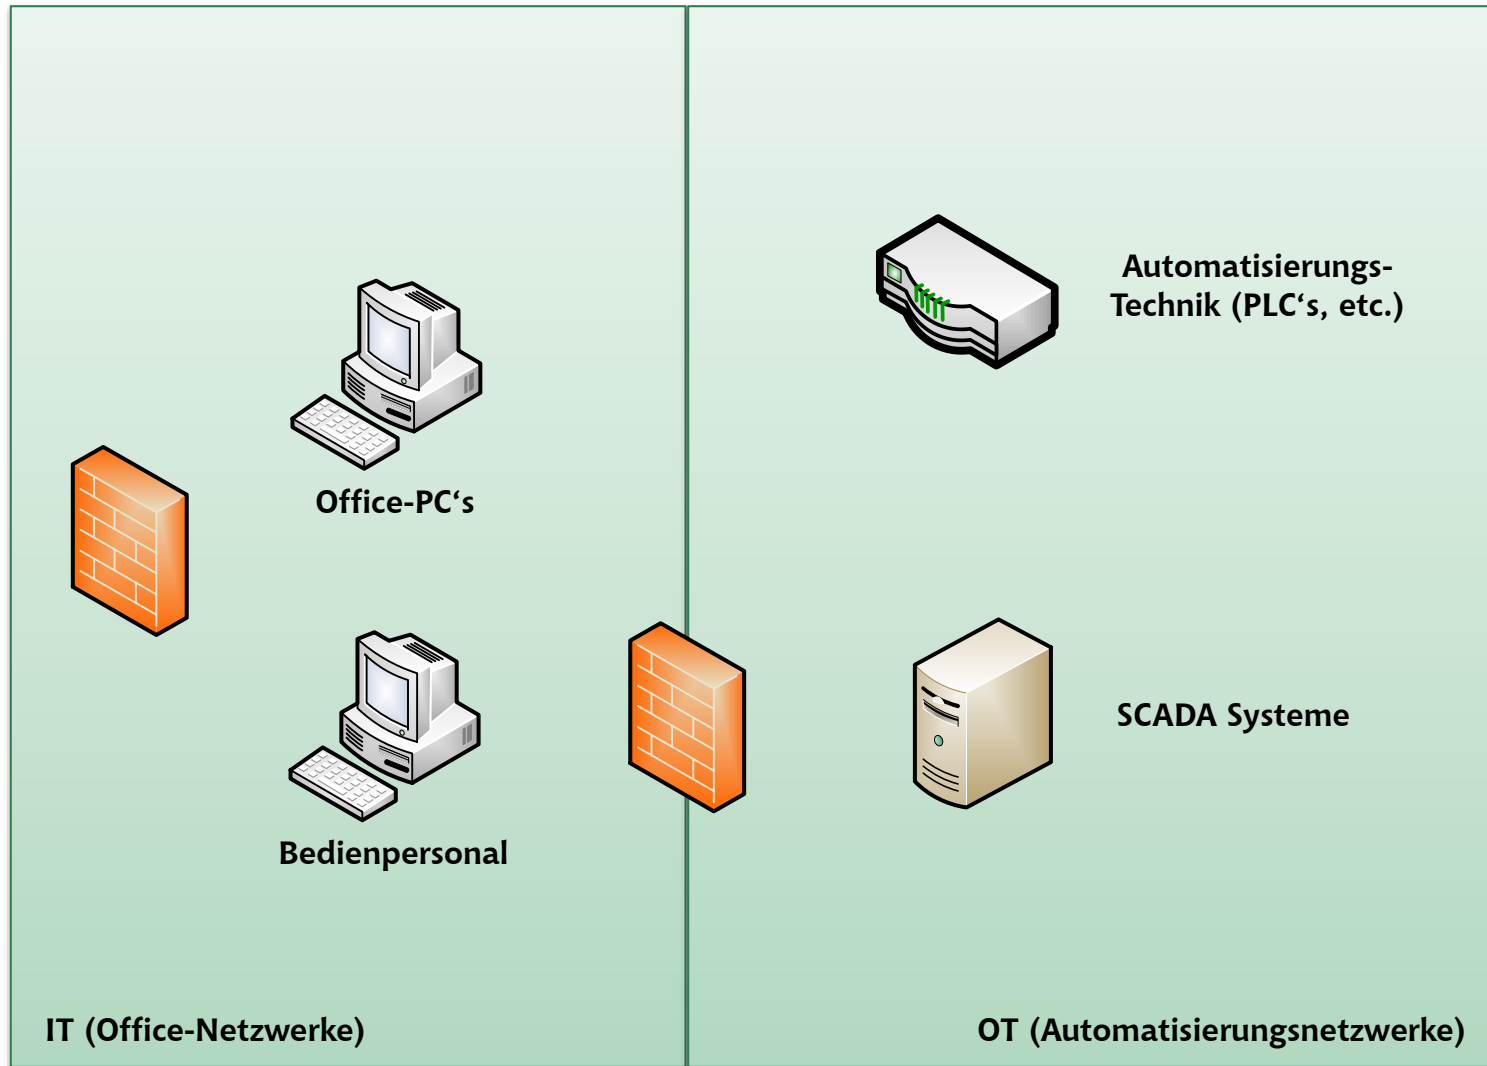 Automatisierungs-
Technik (PLC‘s, etc.)
Office-PC‘s
SCADA Systeme
Bedienpersonal
IT (Office-Netzwerke)
OT (Automatisierungsnetzwerke)